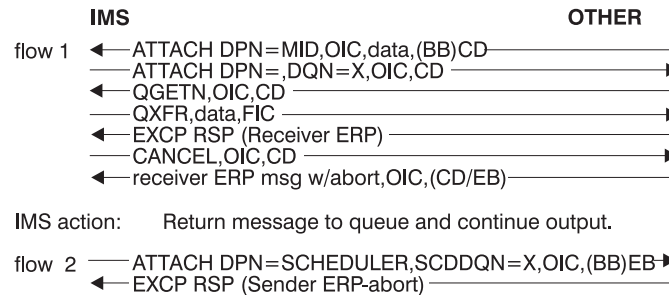 IMS OTHER
flow 1 ATTACH DPN=MID,OIC,data,(BB)CD
ATTACH DPN=,DQN=X,OIC,CD
QGETN,OIC,CD
QXFR,data,FIC
EXCP RSP (Receiver ERP)
CANCEL,OIC,CD
receiver ERP msg w/abort,OIC,(CD/EB)
IMS action: Return message to queue and continue output.
flow 2 ATTACH DPN=SCHEDULER,SCDDQN=X,OIC,(BB)EB
EXCP RSP (Sender ERP-abort)